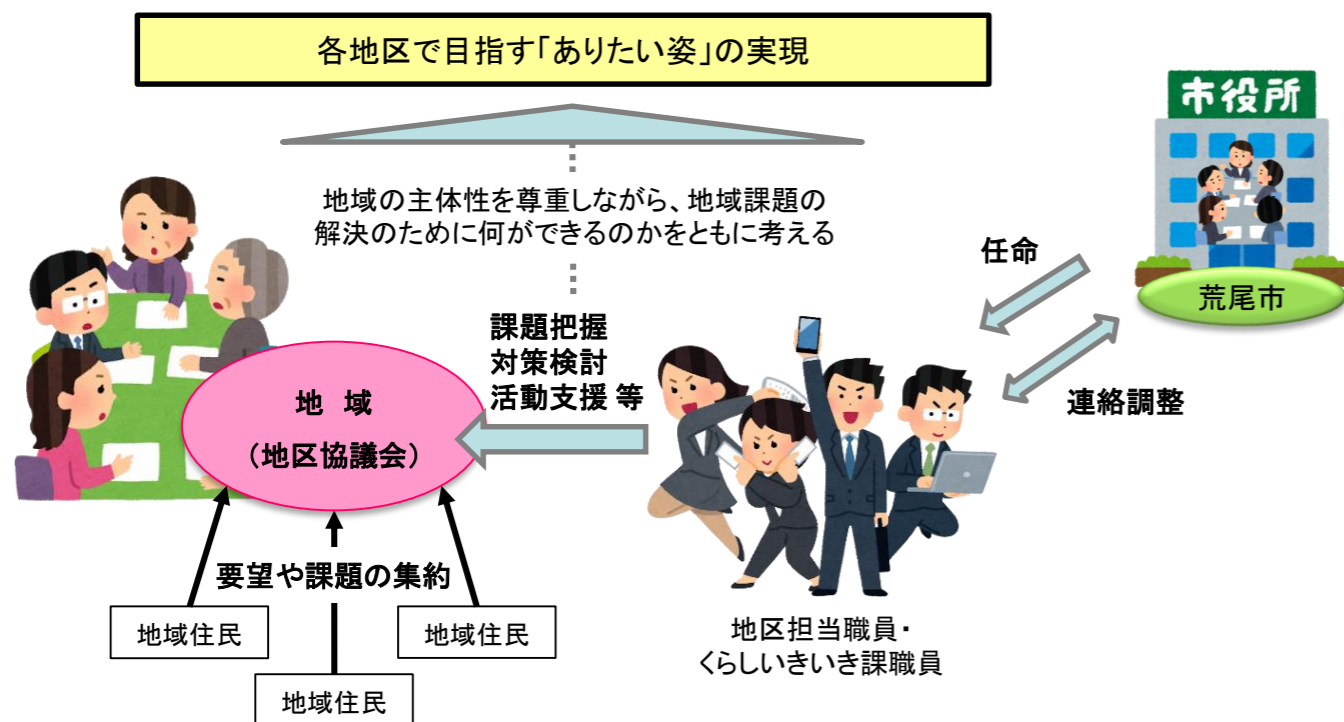 各地区で目指す「ありたい姿」の実現
市役所
地域の主体性を尊重しながら、地域課題の
解決のために何ができるのかをともに考える
任命
荒尾市
課題把握
対策検討
活動支援 等
連絡調整
地 域
（地区協議会）
要望や課題の集約
地域住民
地域住民
地域住民
地区担当職員・
くらしいきいき課職員